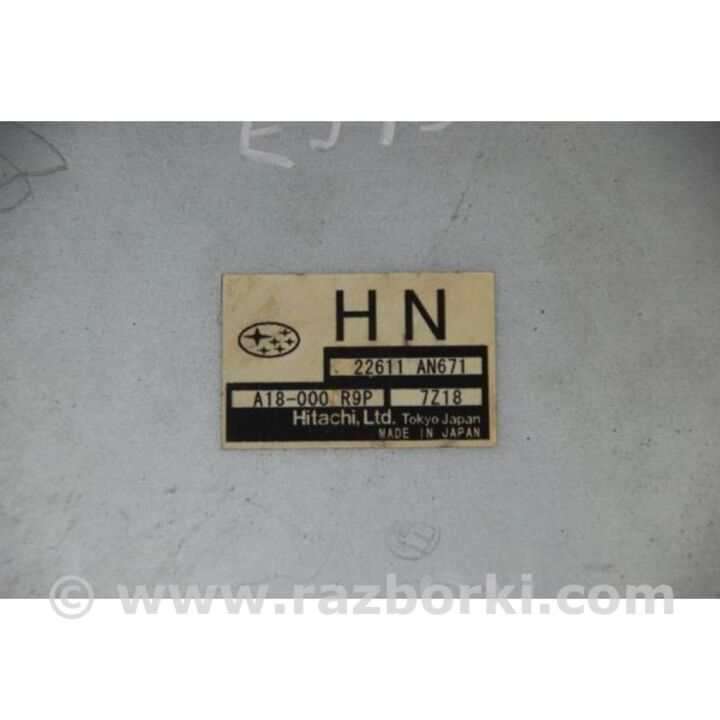 HN
22611 AN671
A18-000 R9P 7Z18
Hitachi, Ltd. Tokyo Japan
MADE IN JAPAN
© www.razborki.com